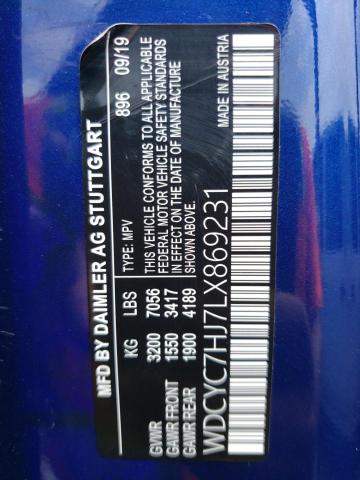 MFD BY DAIMLER AG STUTTGART 896 09/19
KG LBS TYPE: MPV
GVWR 3200 7056 THIS VEHICLE CONFORMS TO ALL APPLICABLE
GAWR FRONT 1550 3417 FEDERAL MOTOR VEHICLE SAFETY STANDARDS
GAWR REAR 1900 4189 IN EFFECT ON THE DATE OF MANUFACTURE
SHOWN ABOVE.
WDCYC7HJ7LX869231 MADE IN AUSTRIA